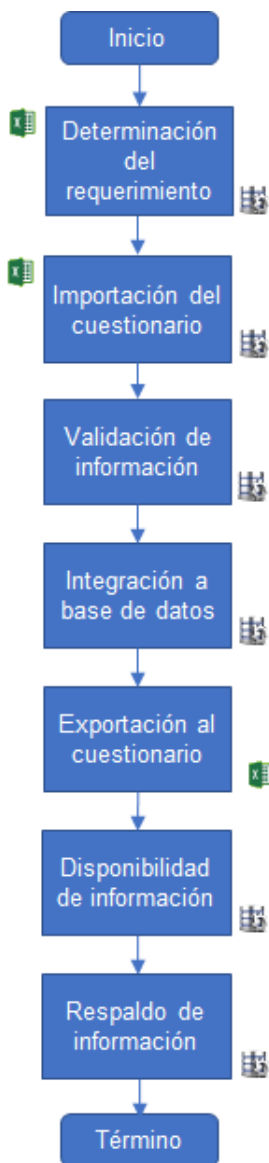 Inicio
Determinación
del
requerimiento
Importación del
cuestionario
Validación de
información
Integración a
base de datos
Exportación al
cuestionario
Disponibilidad
de información
Respaldo de
información
Término